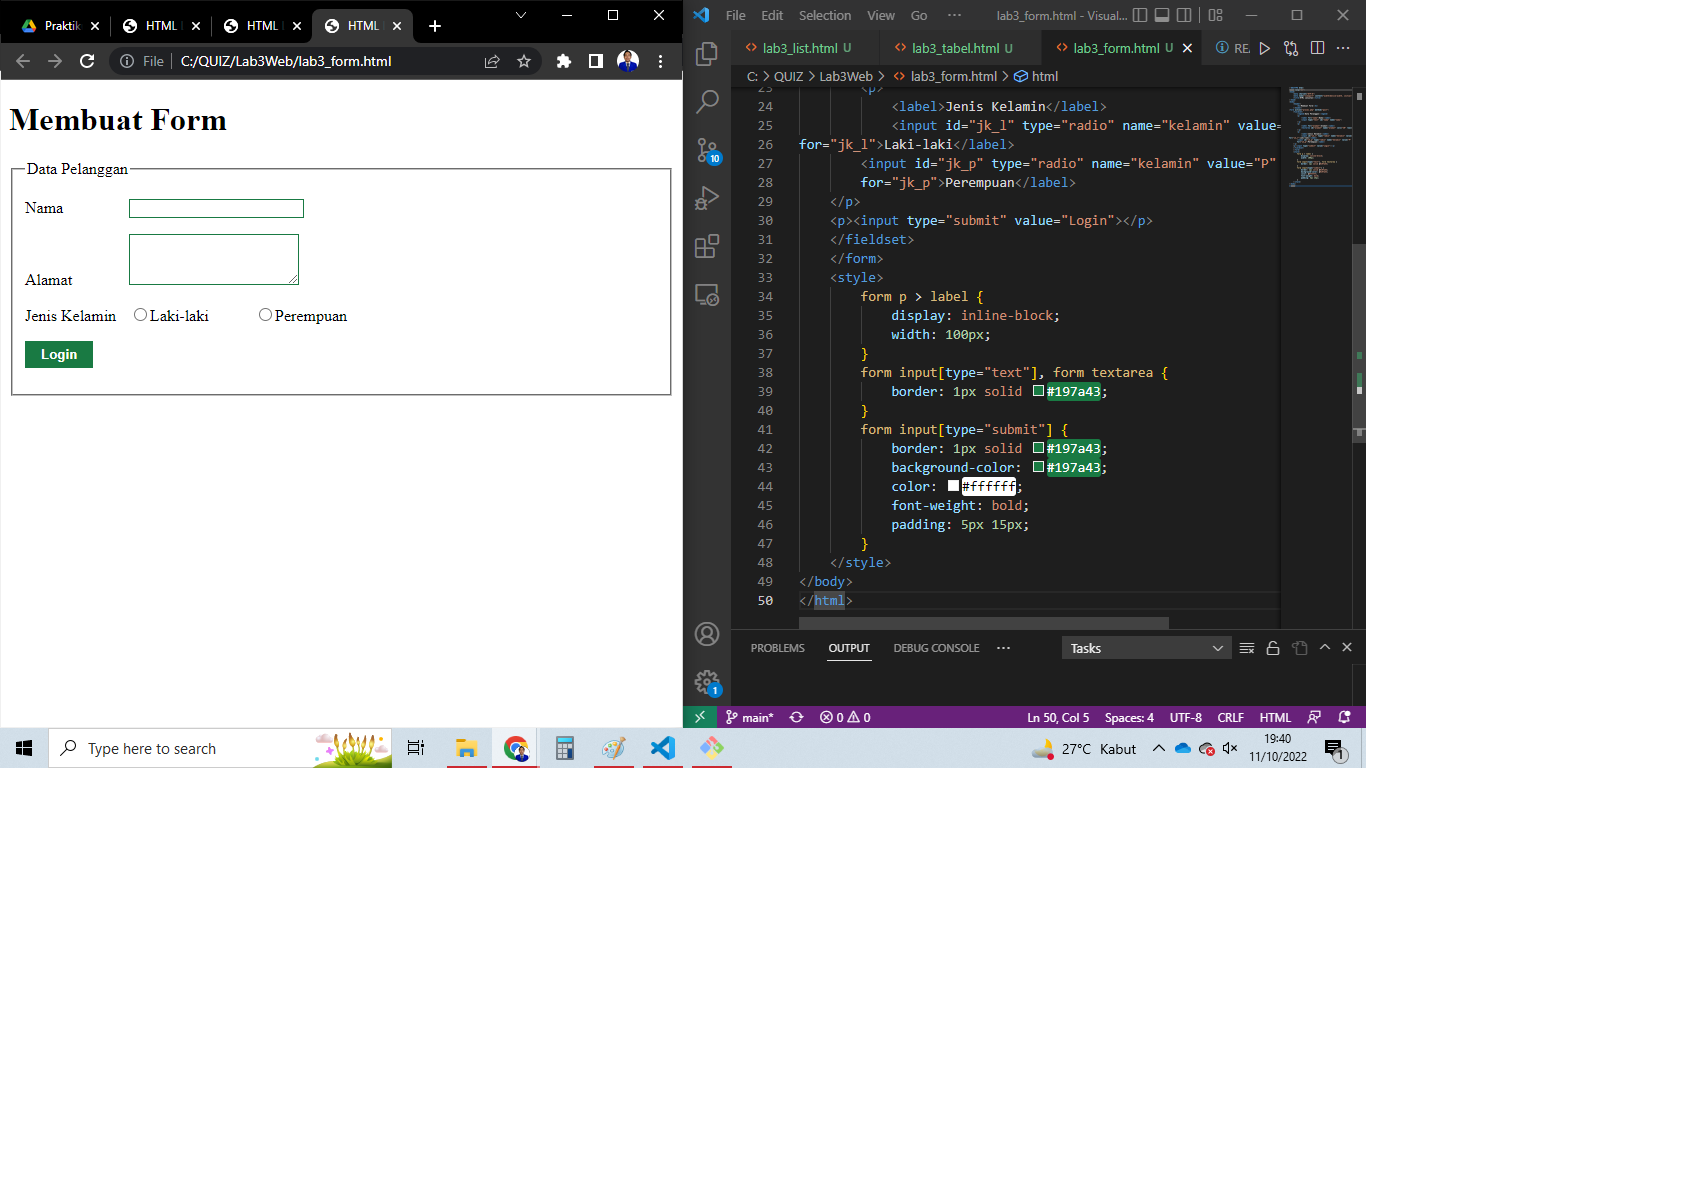 Praktik
HTML
HTML
HTML
File
C:/QUIZ/Lab3Web/lab3_form.html
Membuat Form
Data Pelanggan
Nama
Alamat
Jenis Kelamin Laki-laki Perempuan
Login
File Edit Selection View Go ··· lab3_form.html - Visual...
lab3_list.html U
lab3_tabel.html U
lab3_form.html U
RE
C: > QUIZ > Lab3Web > lab3_form.html > html
23 <p>
24 <label>Jenis Kelamin</label>
25 <input id="jk_l" type="radio" name="kelamin" value=
26 for="jk_l">Laki-laki</label>
27 <input id="jk_p" type="radio" name="kelamin" value="P"
28 for="jk_p">Perempuan</label>
29 </p>
30 <p><input type="submit" value="Login"></p>
31 </fieldset>
32 </form>
33 <style>
34 form p > label {
35 display: inline-block;
36 width: 100px;
37 }
38 form input[type="text"], form textarea {
39 border: 1px solid #197a43;
40 }
41 form input[type="submit"] {
42 border: 1px solid #197a43;
43 background-color: #197a43;
44 color: #ffffff;
45 font-weight: bold;
46 padding: 5px 15px;
47 }
48 </style>
49 </body>
50 </html>
10
1
PROBLEMS OUTPUT DEBUG CONSOLE ··· Tasks
main* 0 0 Ln 50, Col 5 Spaces: 4 UTF-8 CRLF HTML
Type here to search
27°C Kabut
19:40
11/10/2022
1